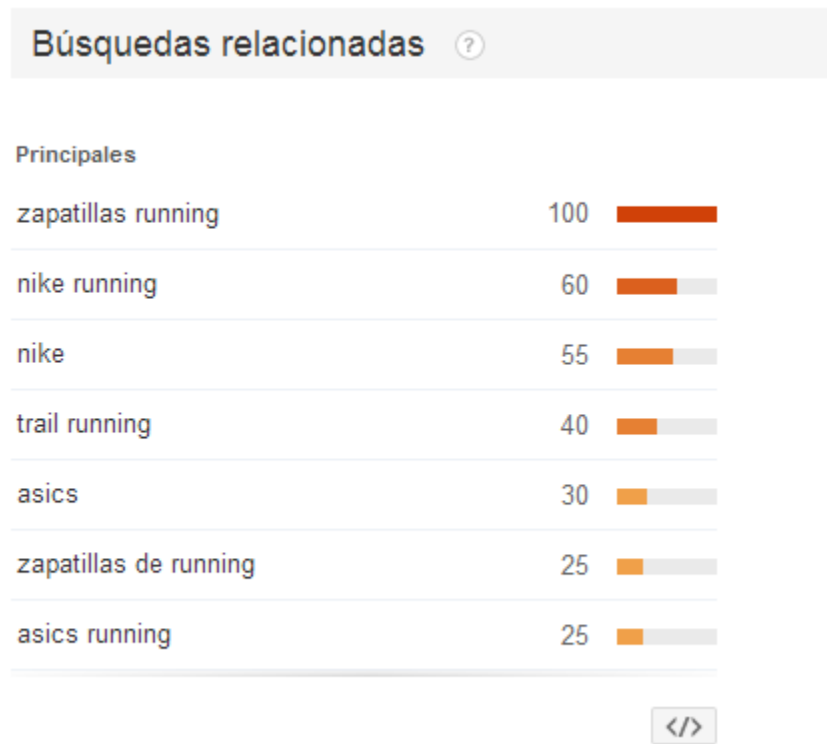 Búsquedas relacionadas ?
Principales
zapatillas running 100
nike running 60
nike 55
trail running 40
asics 30
zapatillas de running 25
asics running 25
</>